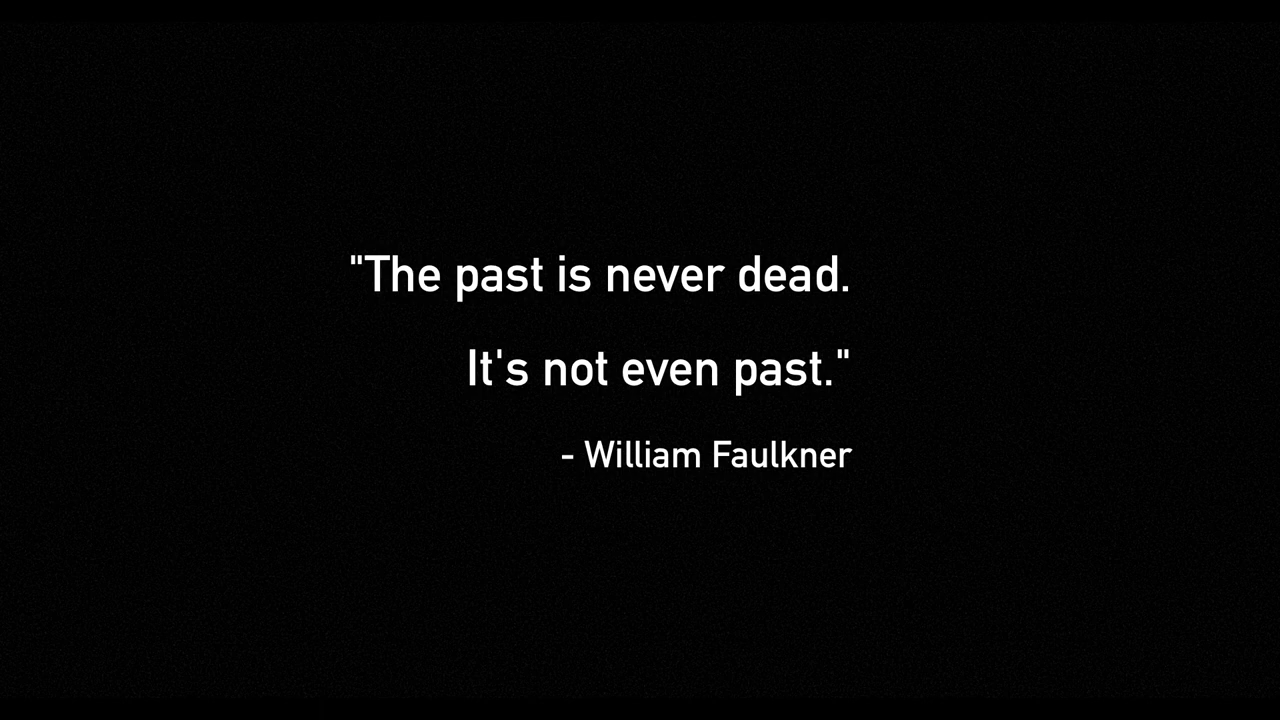 "The past is never dead.
It's not even past."
- William Faulkner